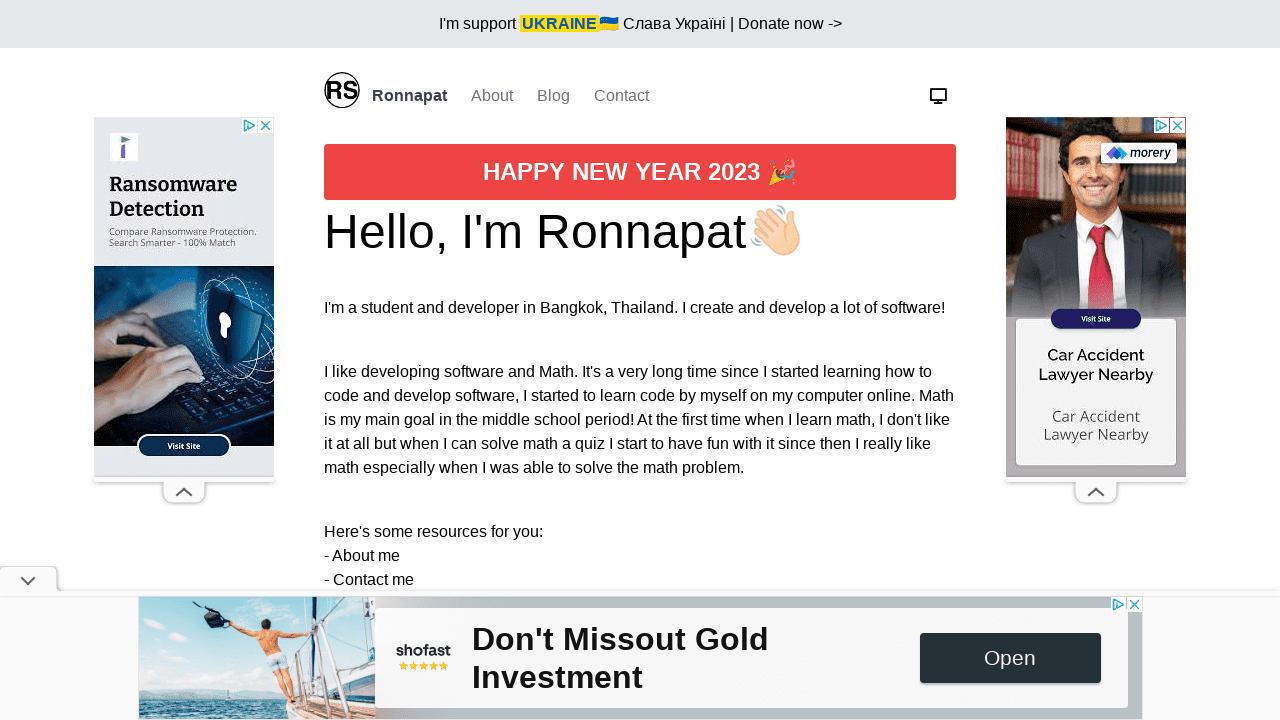 I'm support UKRAINE🇺🇦 Слава Україні | Donate now ->
RS Ronnapat About Blog Contact
HAPPY NEW YEAR 2023 🎉
Hello, I'm Ronnapat👋🏻
I'm a student and developer in Bangkok, Thailand. I create and develop a lot of software!
I like developing software and Math. It's a very long time since I started learning how to
code and develop software, I started to learn code by myself on my computer online. Math
is my main goal in the middle school period! At the first time when I learn math, I don't like
it at all but when I can solve math a quiz I start to have fun with it since then I really like
math especially when I was able to solve the math problem.
Here's some resources for you:
- About me
- Contact me
Ransomware
Detection
Compare Ransomware Protection.
Search Smarter - 100% Match
Visit Site
morery
Visit Site
Car Accident
Lawyer Nearby
Car Accident
Lawyer Nearby
shofast
Don't Missout Gold
Investment
Open